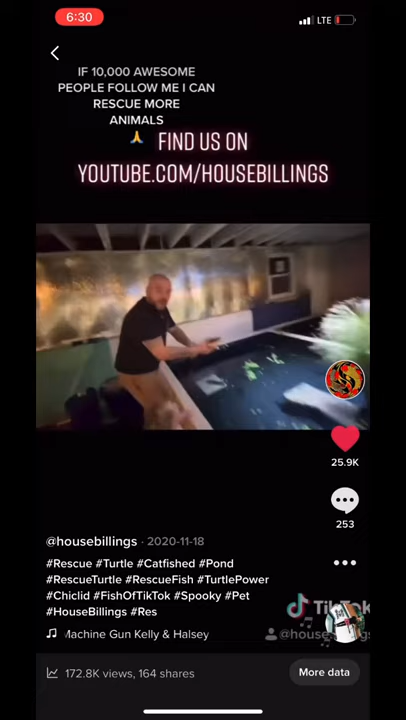 6:30
LTE
IF 10,000 AWESOME
PEOPLE FOLLOW ME I CAN
RESCUE MORE
ANIMALS
🙏 FIND US ON
YOUTUBE.COM/HOUSEBILLINGS
25.9K
253
@housebillings · 2020-11-18
#Rescue #Turtle #Catfished #Pond
#RescueTurtle #RescueFish #TurtlePower
#Chiclid #FishOfTikTok #Spooky #Pet
#HouseBillings #Res
Machine Gun Kelly & Halsey
172.8K views, 164 shares
More data